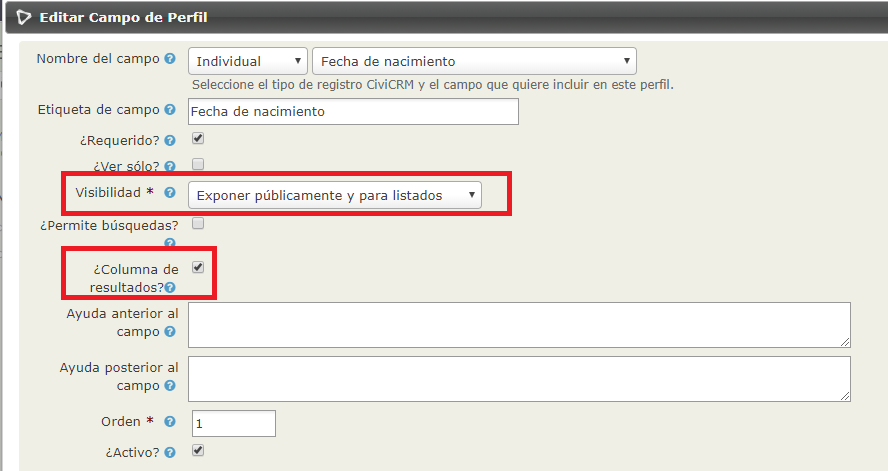 Editar Campo de Perfil
Nombre del campo ? Individual Fecha de nacimiento
Seleccione el tipo de registro CiviCRM y el campo que quiere incluir en este perfil.
Etiqueta de campo ? Fecha de nacimiento
¿Requerido? ?
¿Ver sólo? ?
Visibilidad * ? Exponer públicamente y para listados
¿Permite búsquedas?
?
¿Columna de
resultados? ?
Ayuda anterior al
campo ?
Ayuda posterior al
campo ?
Orden * ? 1
¿Activo? ?